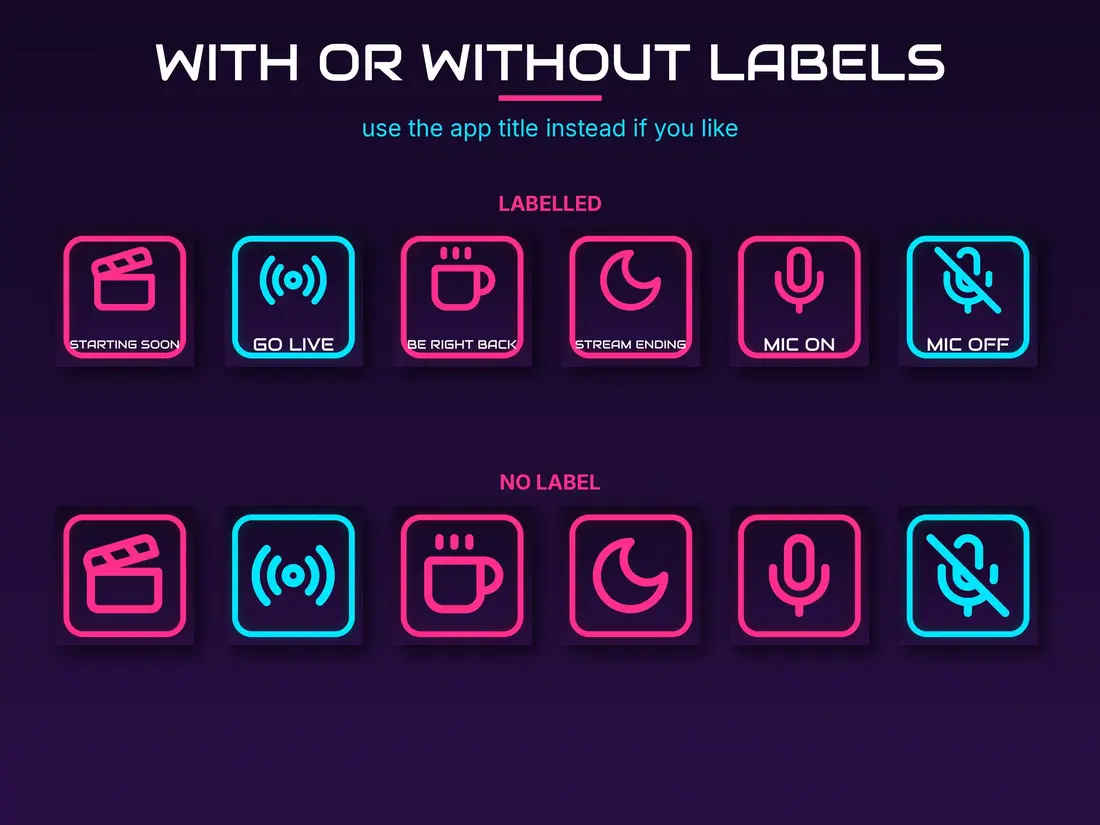 WITH OR WITHOUT LABELS
use the app title instead if you like
LABELLED
STARTING SOON
GO LIVE
BE RIGHT BACK
STREAM ENDING
MIC ON
MIC OFF
NO LABEL